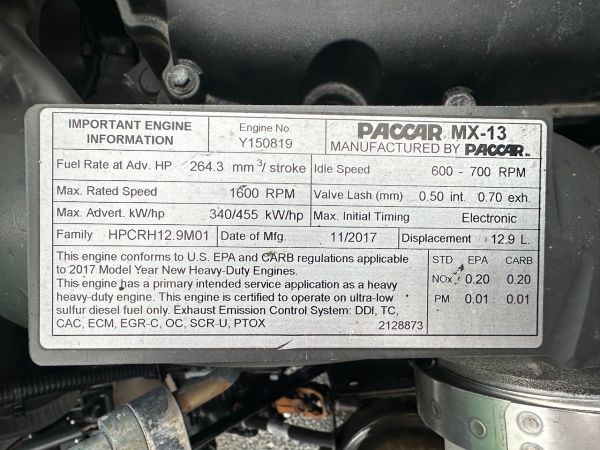 IMPORTANT ENGINE INFORMATION
Engine No.
Y150819
PACCAR MX-13
MANUFACTURED BY PACCAR
Fuel Rate at Adv. HP 264.3 mm³/ stroke
Idle Speed 600 - 700 RPM
Max. Rated Speed 1600 RPM
Valve Lash (mm) 0.50 int. 0.70 exh.
Max. Advert. kW/hp 340/455 kW/hp
Max. Initial Timing Electronic
Family HPCRH12.9M01
Date of Mfg. 11/2017
Displacement 12.9 L.
This engine conforms to U.S. EPA and CARB regulations applicable
to 2017 Model Year New Heavy-Duty Engines.
This engine has a primary intended service application as a heavy
heavy-duty engine. This engine is certified to operate on ultra-low
sulfur diesel fuel only. Exhaust Emission Control System: DDI, TC,
CAC, ECM, EGR-C, OC, SCR-U, PTOX
2128873
STD EPA CARB
NOx 0.20 0.20
PM 0.01 0.01